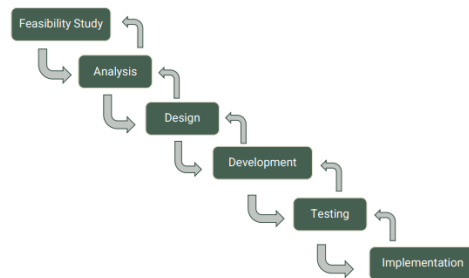 Feasibility Study
Analysis
Design
Development
Testing
Implementation